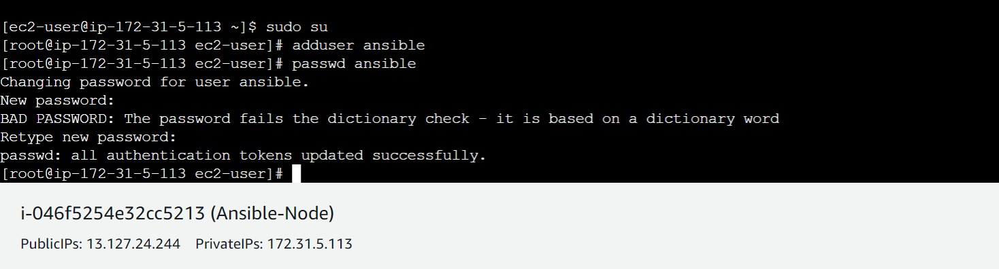 [ec2-user@ip-172-31-5-113 ~]$ sudo su
[root@ip-172-31-5-113 ec2-user]# adduser ansible
[root@ip-172-31-5-113 ec2-user]# passwd ansible
Changing password for user ansible.
New password:
BAD PASSWORD: The password fails the dictionary check - it is based on a dictionary word
Retype new password:
passwd: all authentication tokens updated successfully.
[root@ip-172-31-5-113 ec2-user]#
i-046f5254e32cc5213 (Ansible-Node)
PublicIPs: 13.127.24.244 PrivateIPs: 172.31.5.113